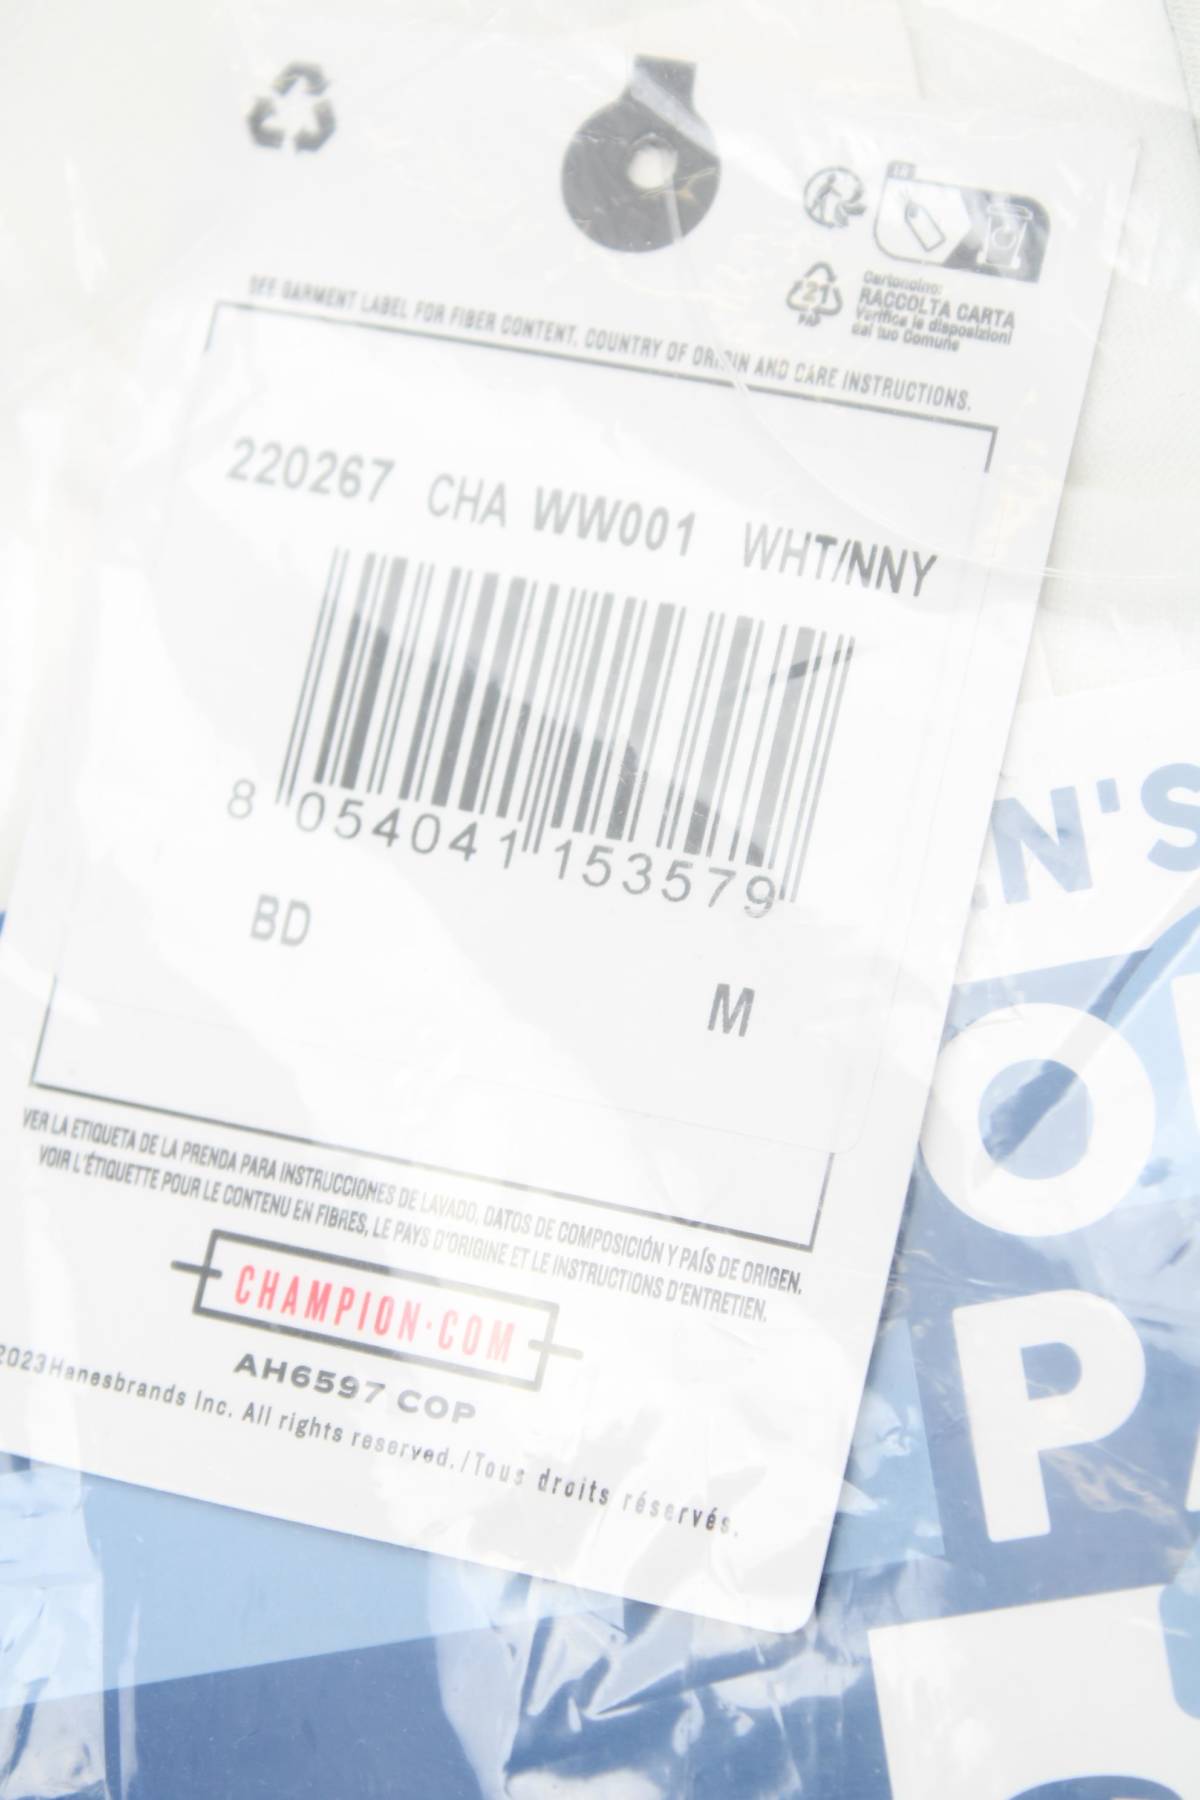 Cartoncino:
RACCOLTA CARTA
Verifica le disposizioni
del tuo Comune
21
PAP
SEE GARMENT LABEL FOR FIBER CONTENT, COUNTRY OF ORIGIN AND CARE INSTRUCTIONS.
220267 CHA WW001 WHT/NNY
8 054041 153579
BD
M
VER LA ETIQUETA DE LA PRENDA PARA INSTRUCCIONES DE LAVADO, DATOS DE COMPOSICIÓN Y PAÍS DE ORIGEN.
VOIR L'ÉTIQUETTE POUR LE CONTENU EN FIBRES, LE PAYS D'ORIGINE ET LE INSTRUCTIONS D'ENTRETIEN.
CHAMPION.COM
AH6597 COP
2023 Hanesbrands Inc. All rights reserved. / Tous droits réservés.
N'S
O
P